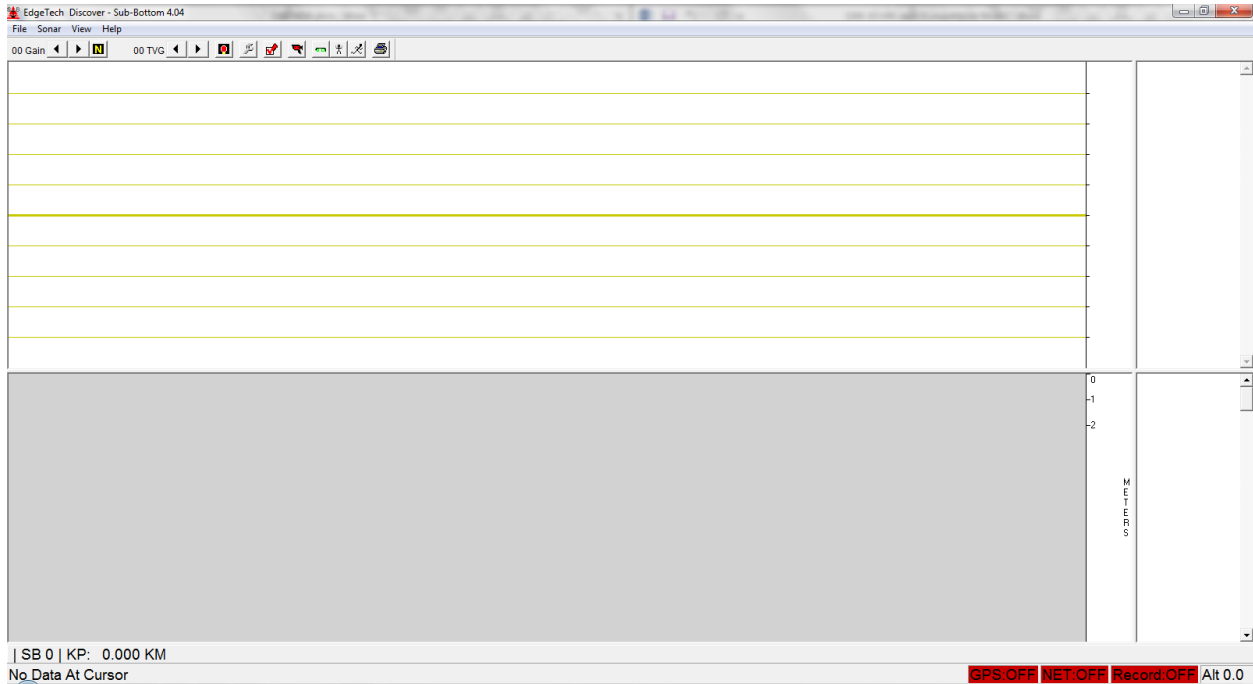 EdgeTech Discover - Sub-Bottom 4.04
File Sonar View Help
00 Gain N 00 TVG
0
-1
-2
METERS
| SB 0 | KP: 0.000 KM
No Data At Cursor GPS:OFF NET:OFF Record:OFF Alt 0.0